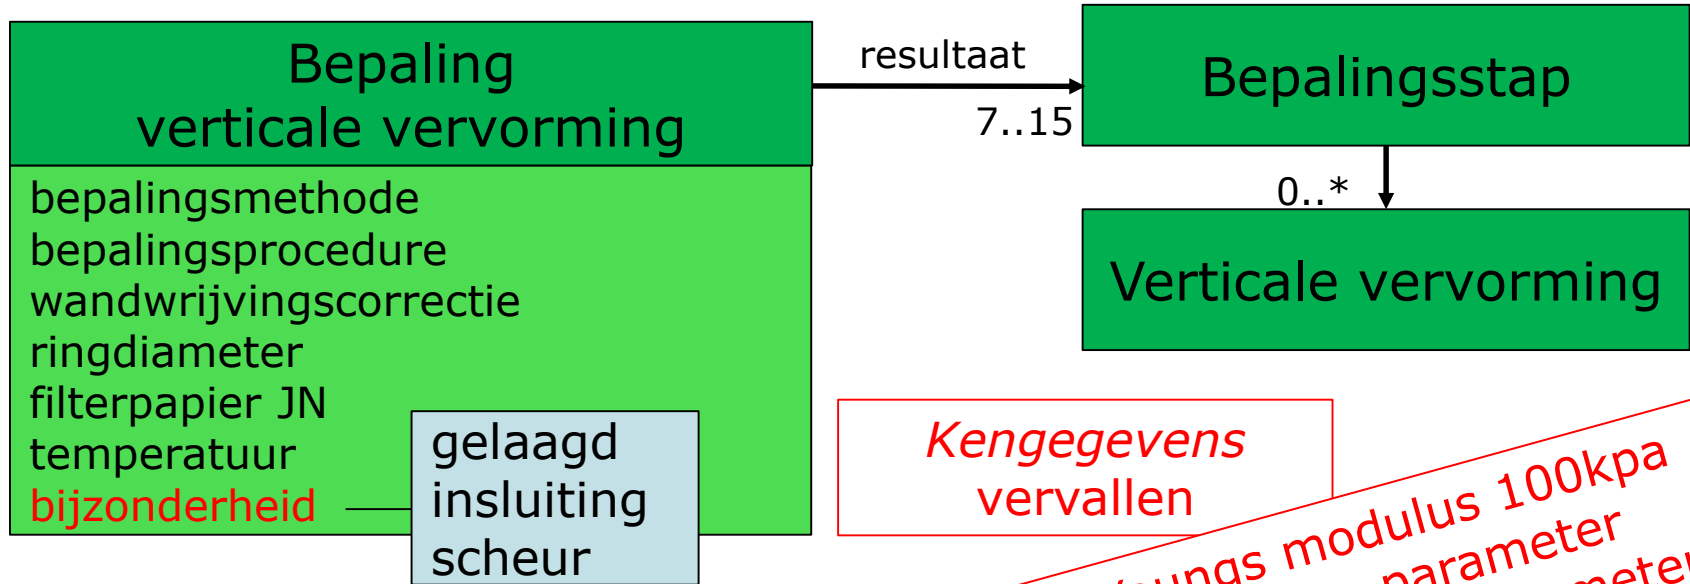 Bepaling
verticale vervorming
bepalingsmethode
bepalingsprocedure
wandwrijvingscorrectie
ringdiameter
filterpapier JN
temperatuur
bijzonderheid
gelaagd
insluiting
scheur
resultaat
7..15
Bepalingsstap
0..*
Verticale vervorming
Kengegevens
vervallen
modulus 100kpa
parameter